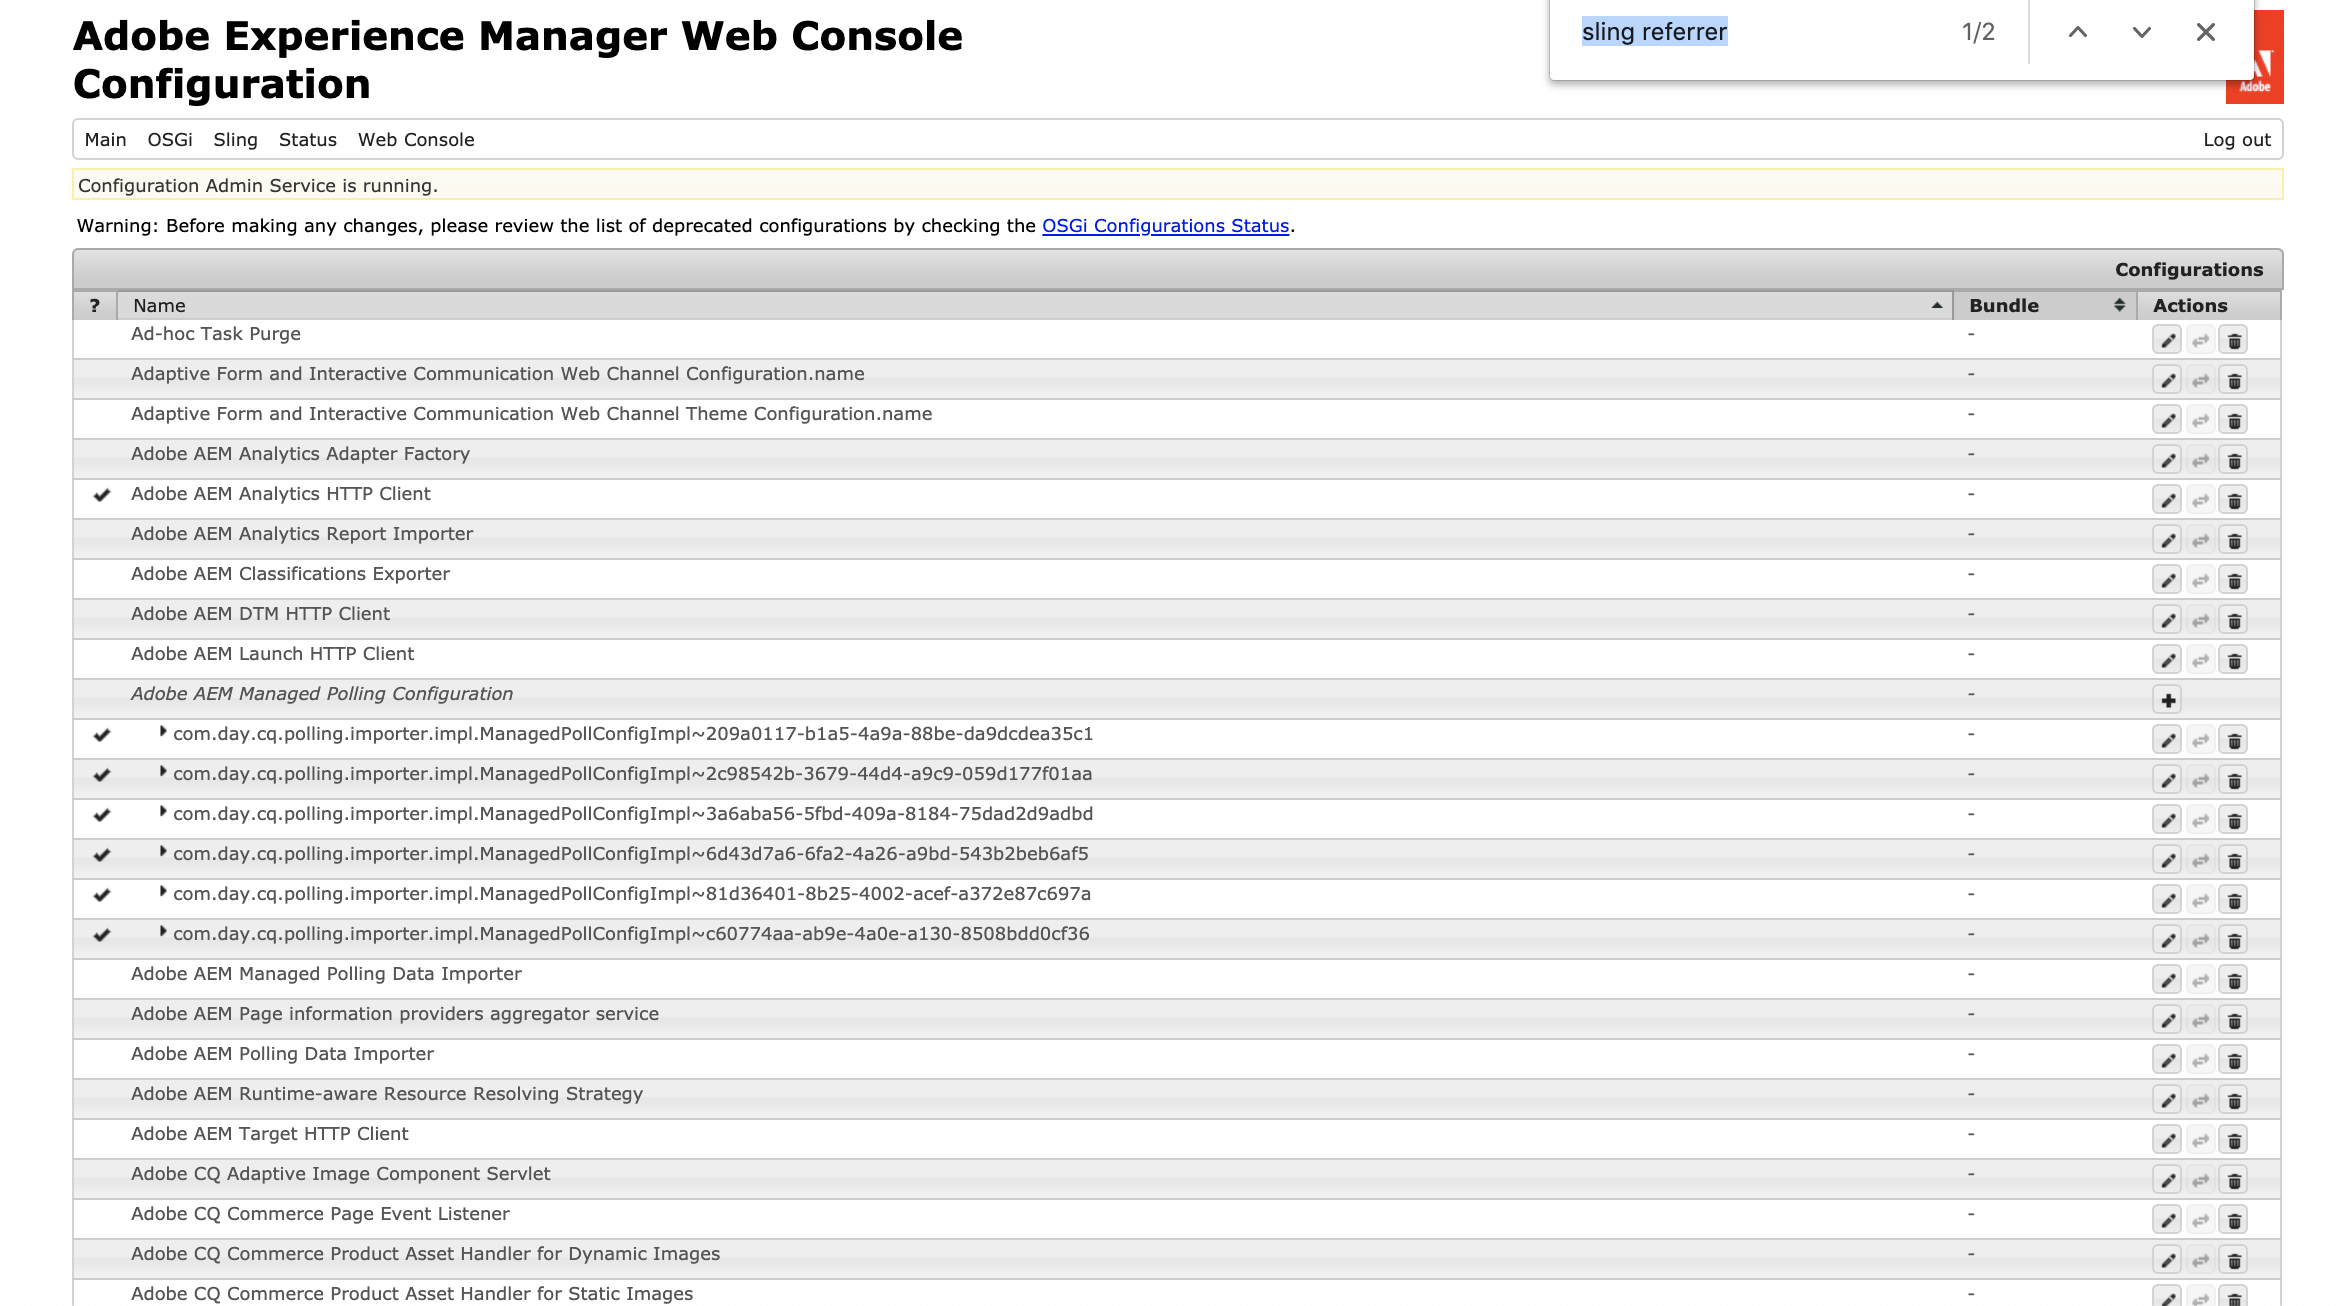 Adobe Experience Manager Web Console
Configuration
sling referrer 1/2
Adobe
Main OSGi Sling Status Web Console Log out
Configuration Admin Service is running.
Warning: Before making any changes, please review the list of deprecated configurations by checking the OSGi Configurations Status.
Configurations
? Name Bundle Actions
Ad-hoc Task Purge -
Adaptive Form and Interactive Communication Web Channel Configuration.name -
Adaptive Form and Interactive Communication Web Channel Theme Configuration.name -
Adobe AEM Analytics Adapter Factory -
Adobe AEM Analytics HTTP Client -
Adobe AEM Analytics Report Importer -
Adobe AEM Classifications Exporter -
Adobe AEM DTM HTTP Client -
Adobe AEM Launch HTTP Client -
Adobe AEM Managed Polling Configuration -
com.day.cq.polling.importer.impl.ManagedPollConfigImpl~209a0117-b1a5-4a9a-88be-da9dcdea35c1 -
com.day.cq.polling.importer.impl.ManagedPollConfigImpl~2c98542b-3679-44d4-a9c9-059d177f01aa -
com.day.cq.polling.importer.impl.ManagedPollConfigImpl~3a6aba56-5fbd-409a-8184-75dad2d9adbd -
com.day.cq.polling.importer.impl.ManagedPollConfigImpl~6d43d7a6-6fa2-4a26-a9bd-543b2beb6af5 -
com.day.cq.polling.importer.impl.ManagedPollConfigImpl~81d36401-8b25-4002-acef-a372e87c697a -
com.day.cq.polling.importer.impl.ManagedPollConfigImpl~c60774aa-ab9e-4a0e-a130-8508bdd0cf36 -
Adobe AEM Managed Polling Data Importer -
Adobe AEM Page information providers aggregator service -
Adobe AEM Polling Data Importer -
Adobe AEM Runtime-aware Resource Resolving Strategy -
Adobe AEM Target HTTP Client -
Adobe CQ Adaptive Image Component Servlet -
Adobe CQ Commerce Page Event Listener -
Adobe CQ Commerce Product Asset Handler for Dynamic Images -
Adobe CQ Commerce Product Asset Handler for Static Images -